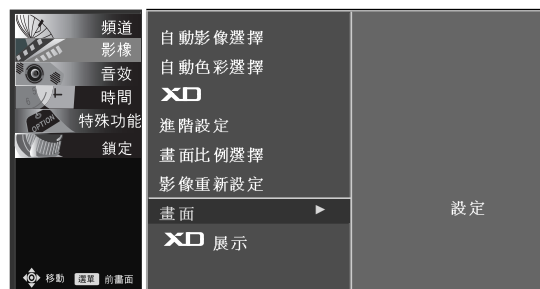 頻道
影像
音效
時間
OPTION
特殊功能
鎖定
移動 選單 前畫面
自動影像選擇
自動色彩選擇
XD
進階設定
畫面比例選擇
影像重新設定
畫面 ►
XD 展示
設定